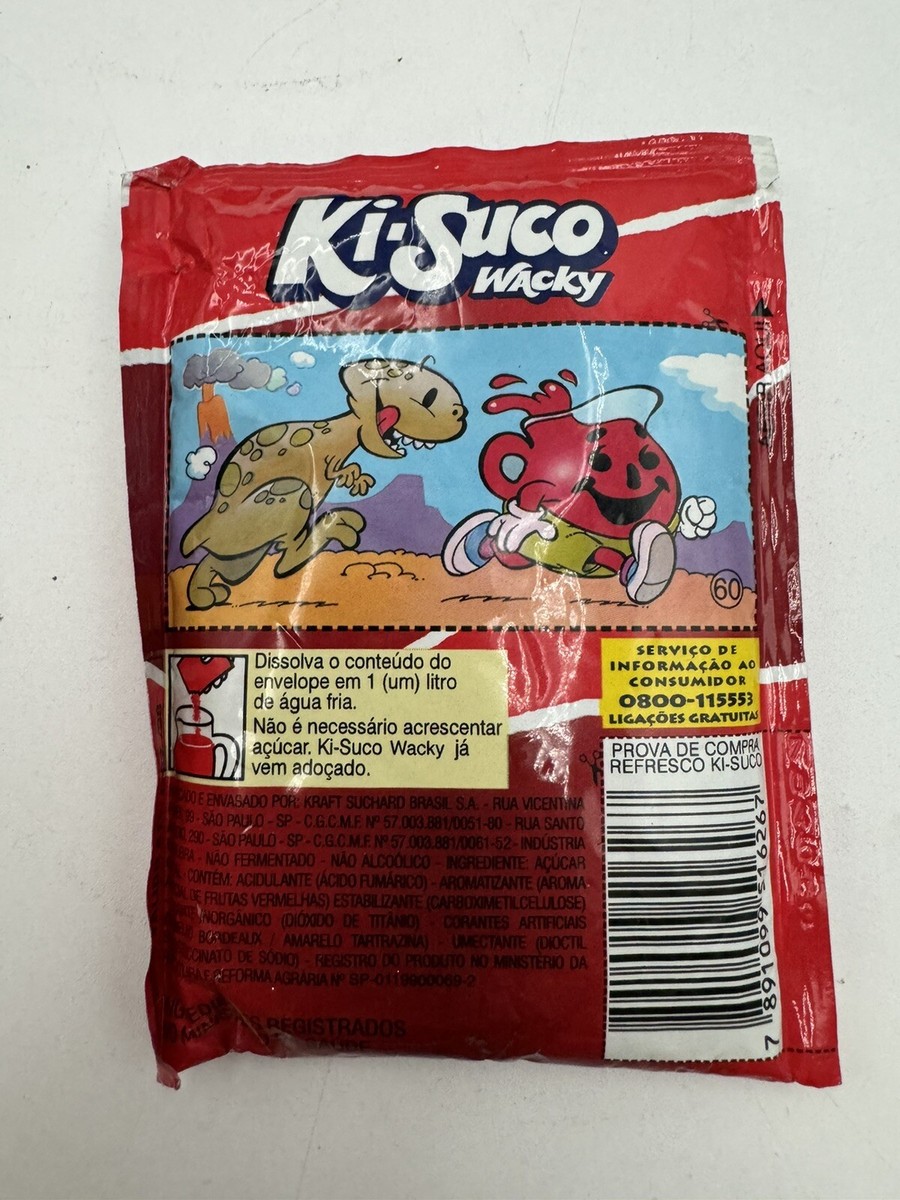 Ki-Suco
WAcky
60
Dissolva o conteúdo do
envelope em 1 (um) litro
de água fria.
Não é necessário acrescentar
açúcar. Ki-Suco Wacky já
vem adoçado.
SERVIÇO DE
INFORMAÇÃO AO
CONSUMIDOR
0800-115553
LIGAÇÕES GRATUITAS
PROVA DE COMPRA
REFRESCO KI-SUCO
7 891099 516267
E ENVASADO POR: KRAFT SUCHARD BRASIL S.A. - RUA VICENTINA
99 - SÃO PAULO - SP - C.G.C.M.F. Nº 57.003.881/0051-80 - RUA SANTO
290 - SÃO PAULO - SP - C.G.C.M.F. Nº 57.003.881/0061-52 - INDÚSTRIA
- NÃO FERMENTADO - NÃO ALCOÓLICO - INGREDIENTE: AÇÚCAR
- CONTÉM: ACIDULANTE (ÁCIDO FUMÁRICO) - AROMATIZANTE (AROMA
DE FRUTAS VERMELHAS) ESTABILIZANTE (CARBOXIMETILCELULOSE)
INORGÂNICO (DIÓXIDO DE TITÂNIO) - CORANTES ARTIFICIAIS
BORDEAUX / AMARELO TARTRAZINA) - UMECTANTE (DIOCTIL
DE SÓDIO) - REGISTRO DO PRODUTO NO MINISTÉRIO DA
E REFORMA AGRÁRIA Nº SP-0119900069-2
REGISTRADOS